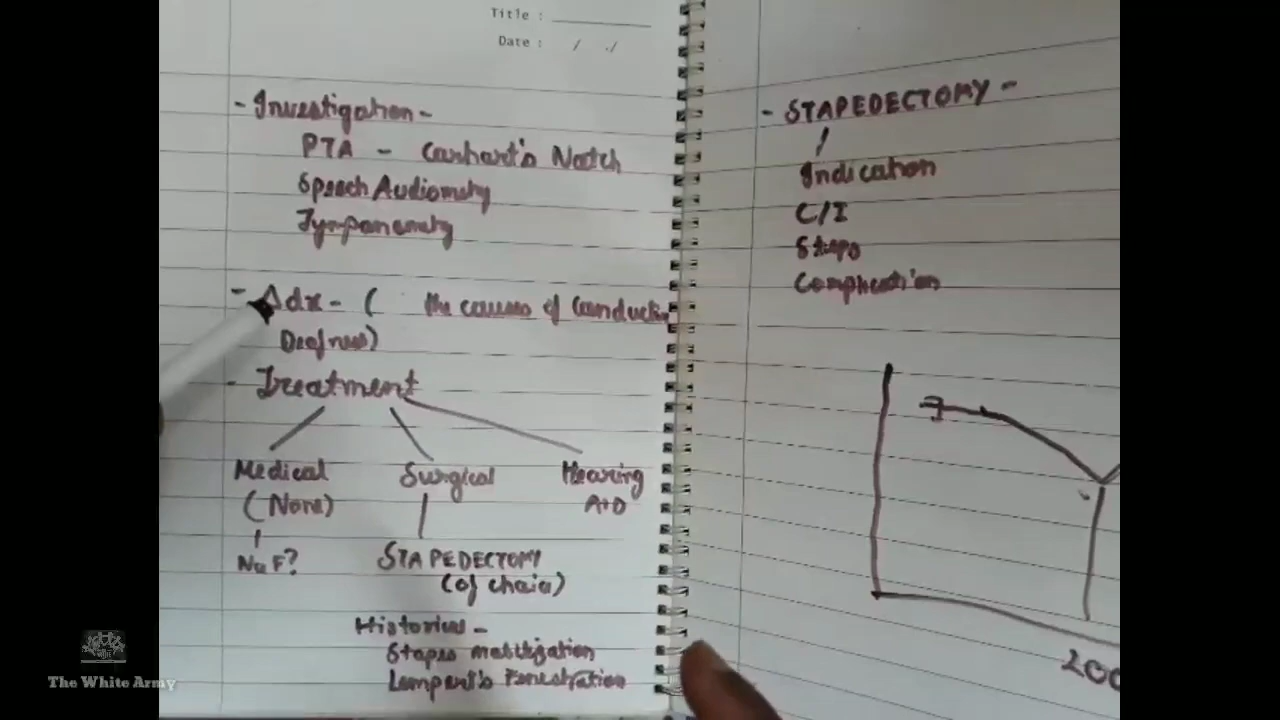 Title :
Date : / /
- Investigation -
PTA - Carhart's Notch
Speech Audiometry
Tympanometry
- Δdx - ( the causes of Conductive
Deafness)
- Treatment
Medical Surgical Hearing
(None) AID
NaF? STAPEDECTOMY
(of choice)
Historical -
Stapes mobilization
Lempert's Fenestration
- STAPEDECTOMY -
Indication
C/I
Steps
Complication
200
The White Army